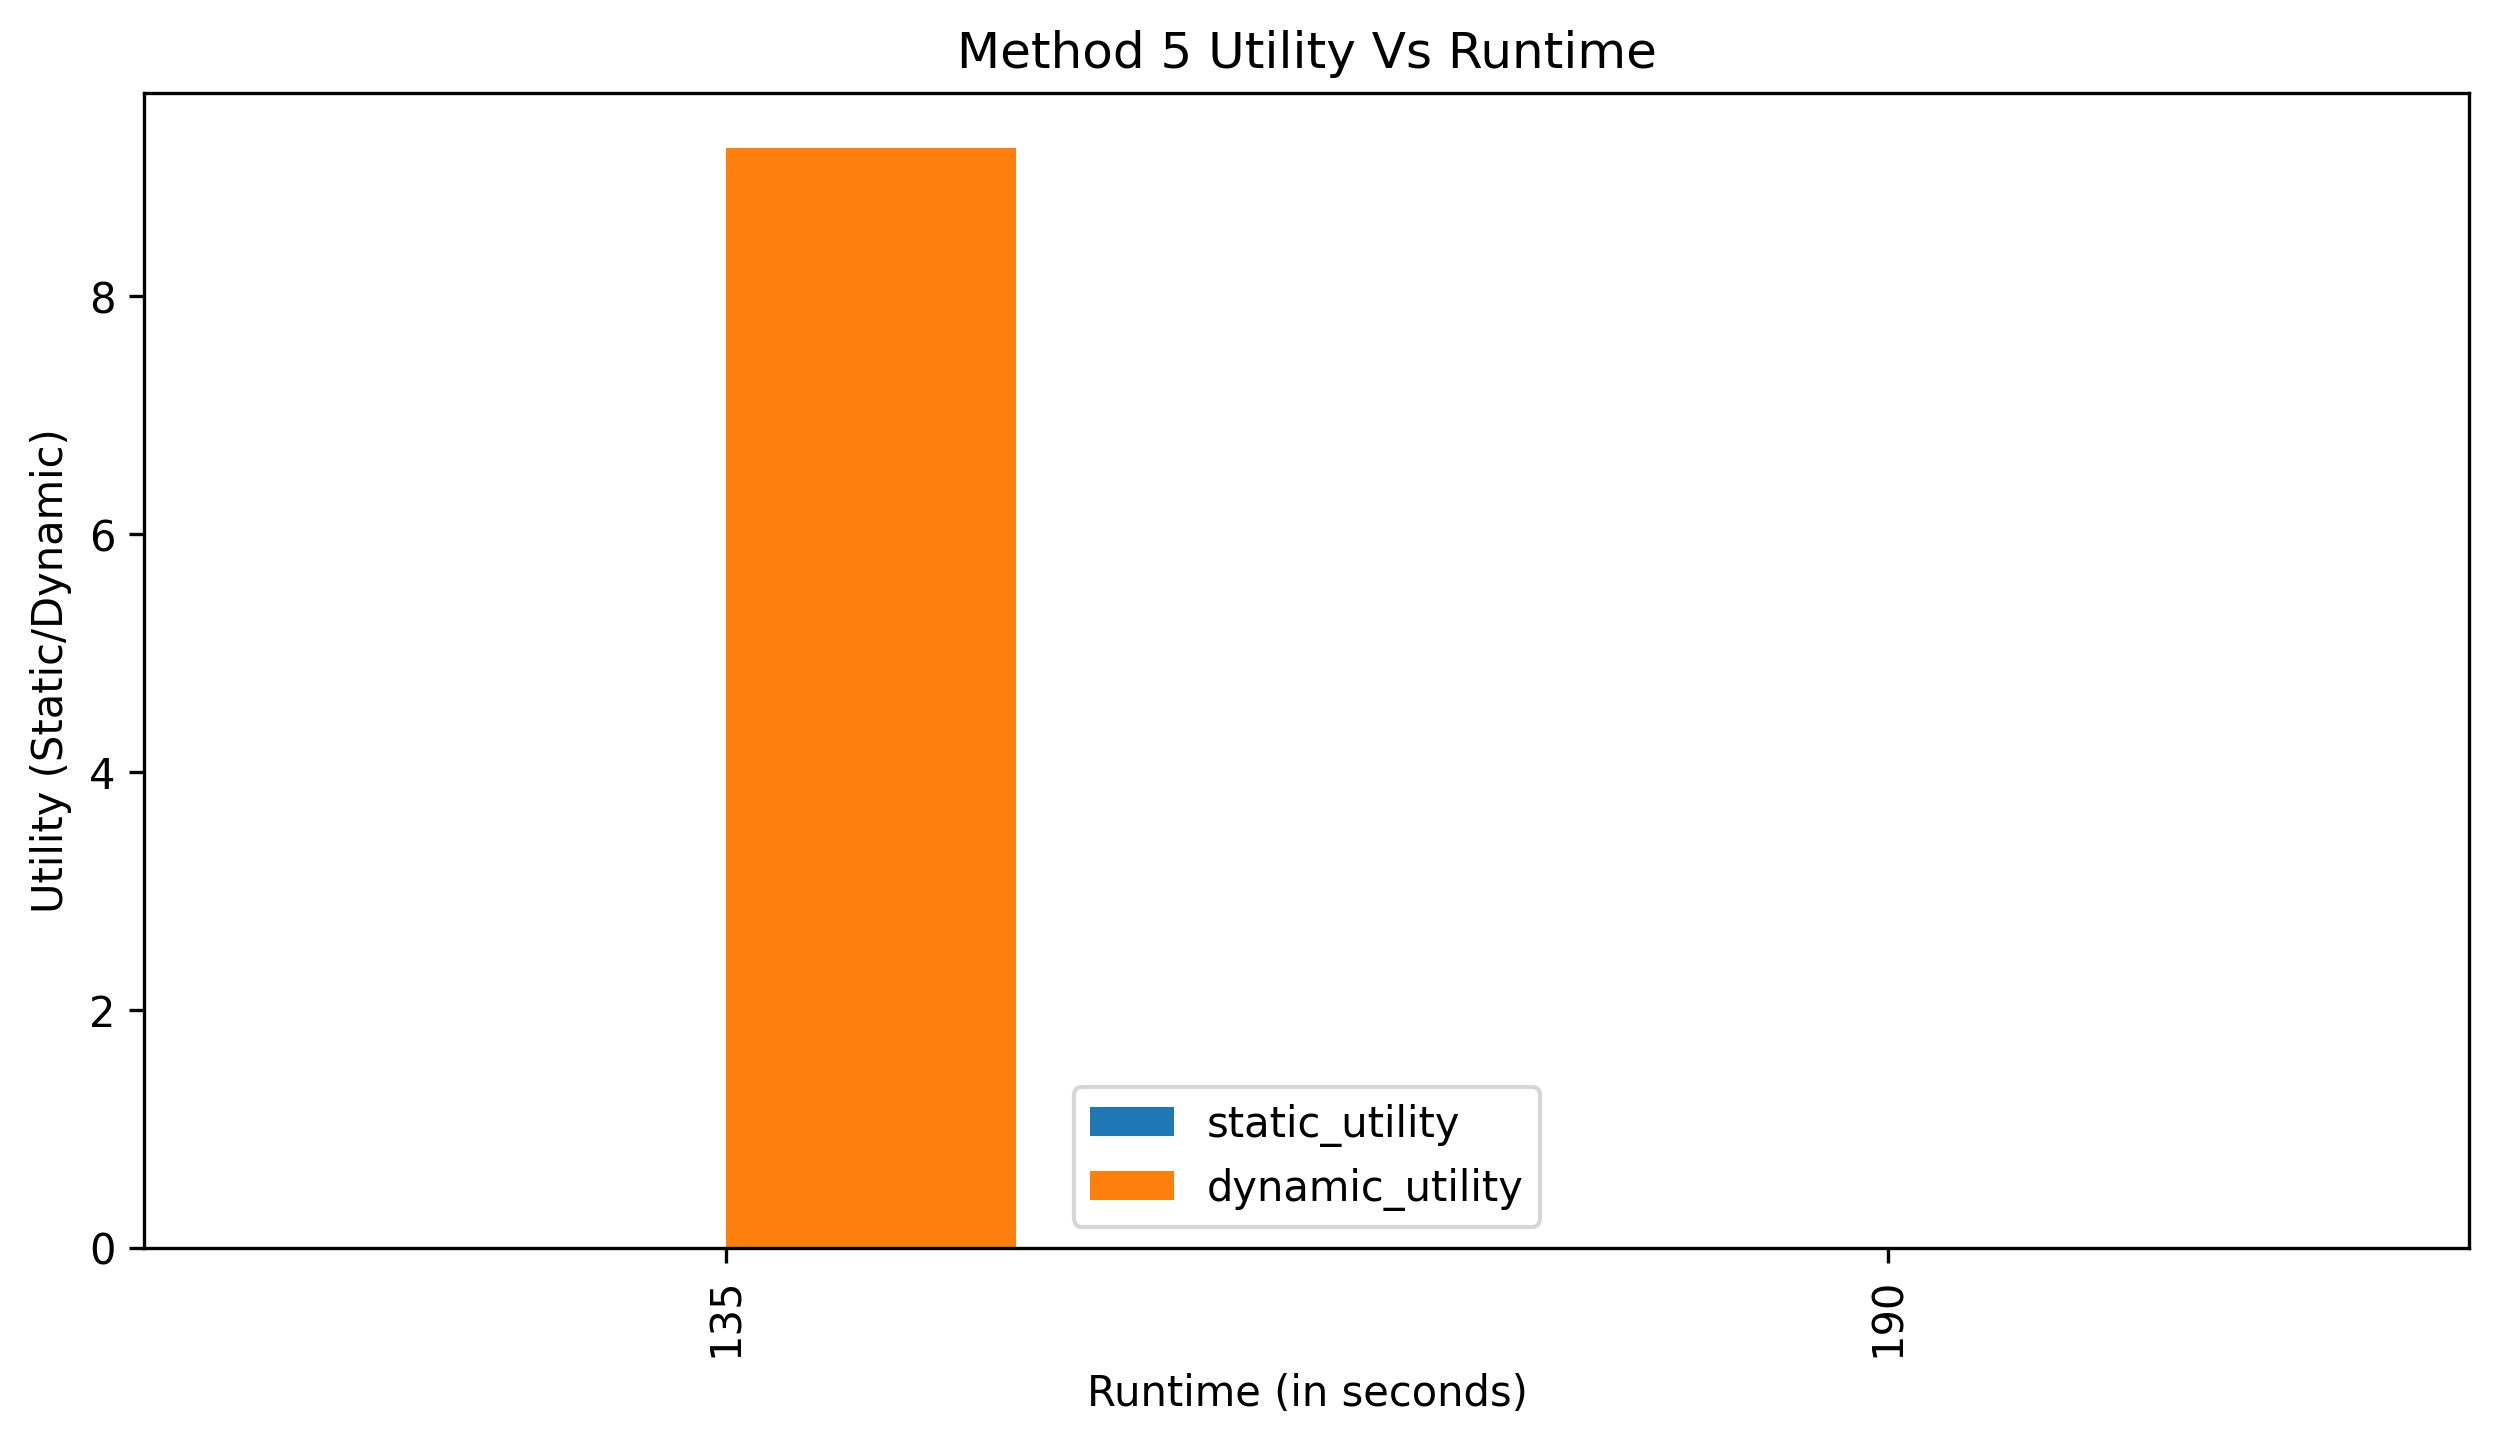 Method 5 Utility Vs Runtime
Utility (Static/Dynamic)
8
6
4
2
0
static_utility
dynamic_utility
135
190
Runtime (in seconds)